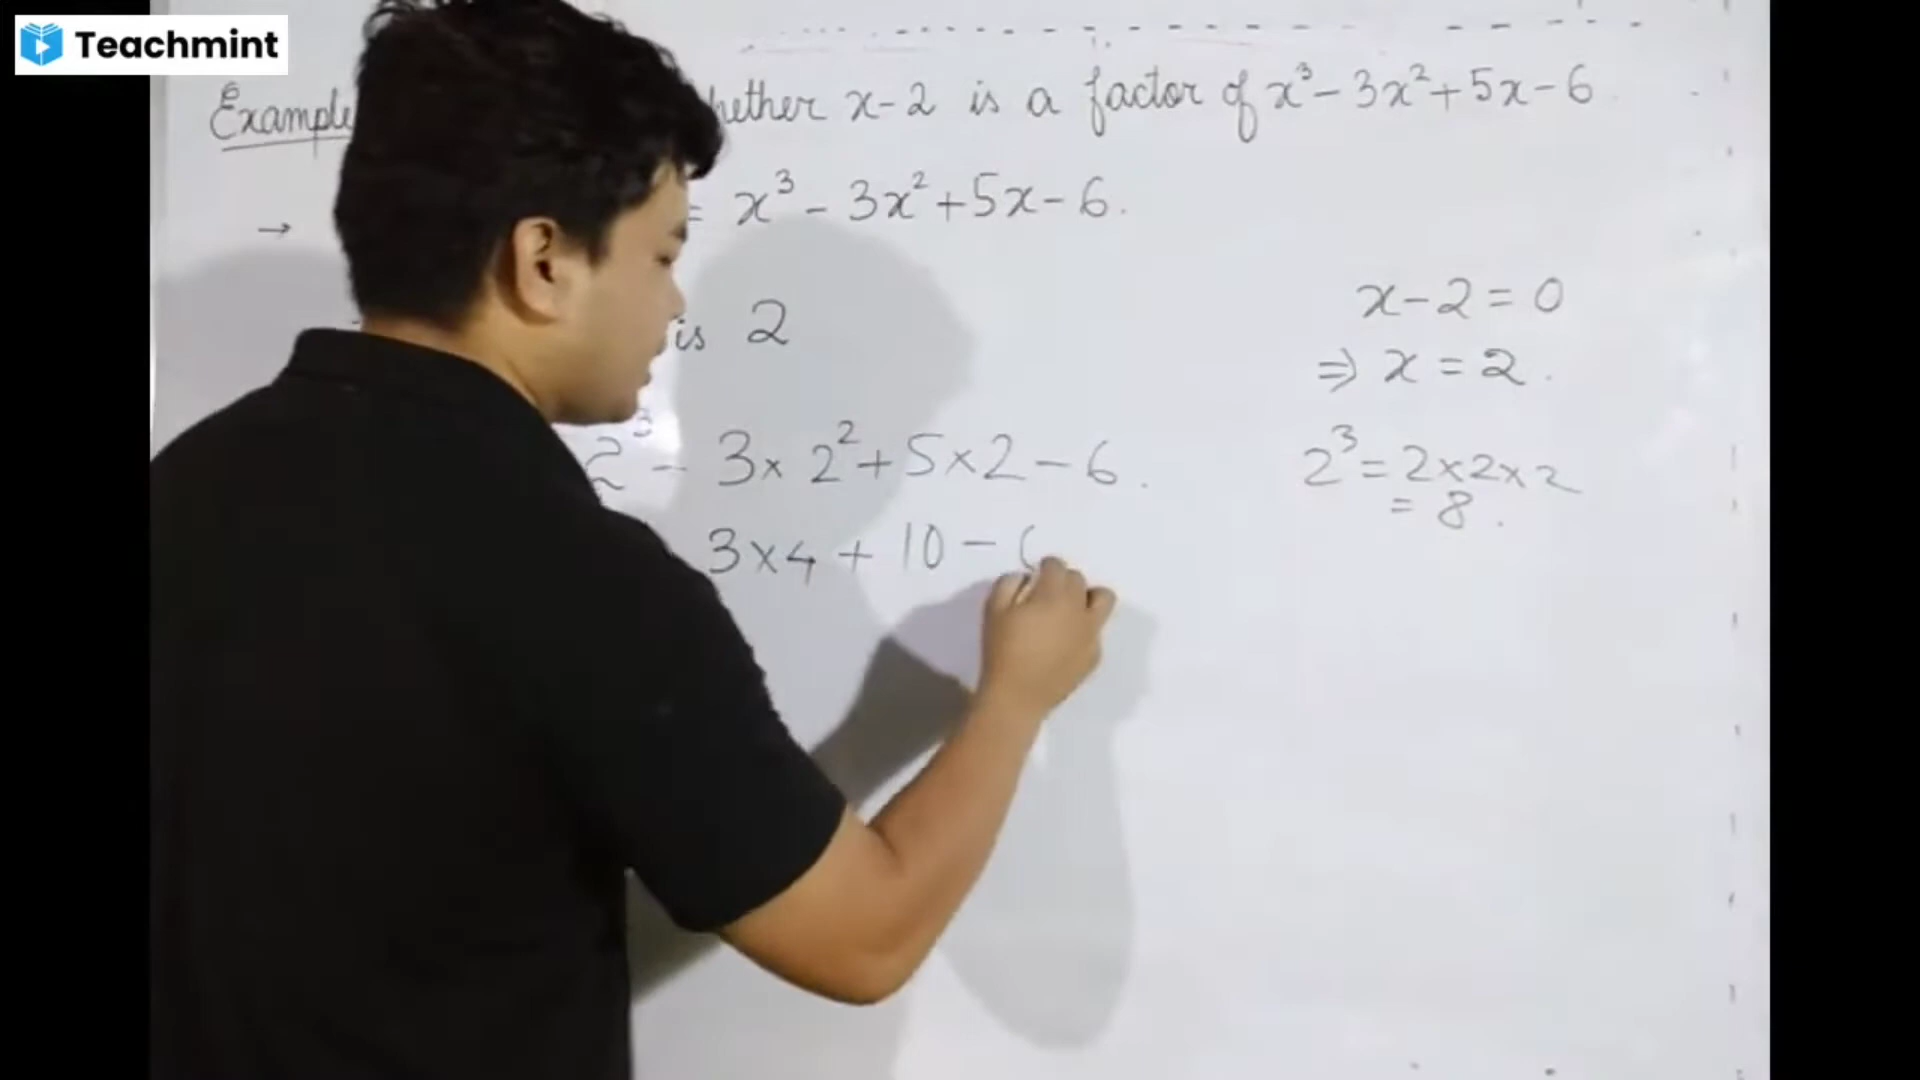 Teachmint
Example whether x-2 is a factor of x³-3x²+5x-6
→ = x³-3x²+5x-6.
is 2
x-2=0
⇒ x=2.
2³ - 3×2²+5×2-6.
3×4 + 10 -
2³=2×2×2
= 8.